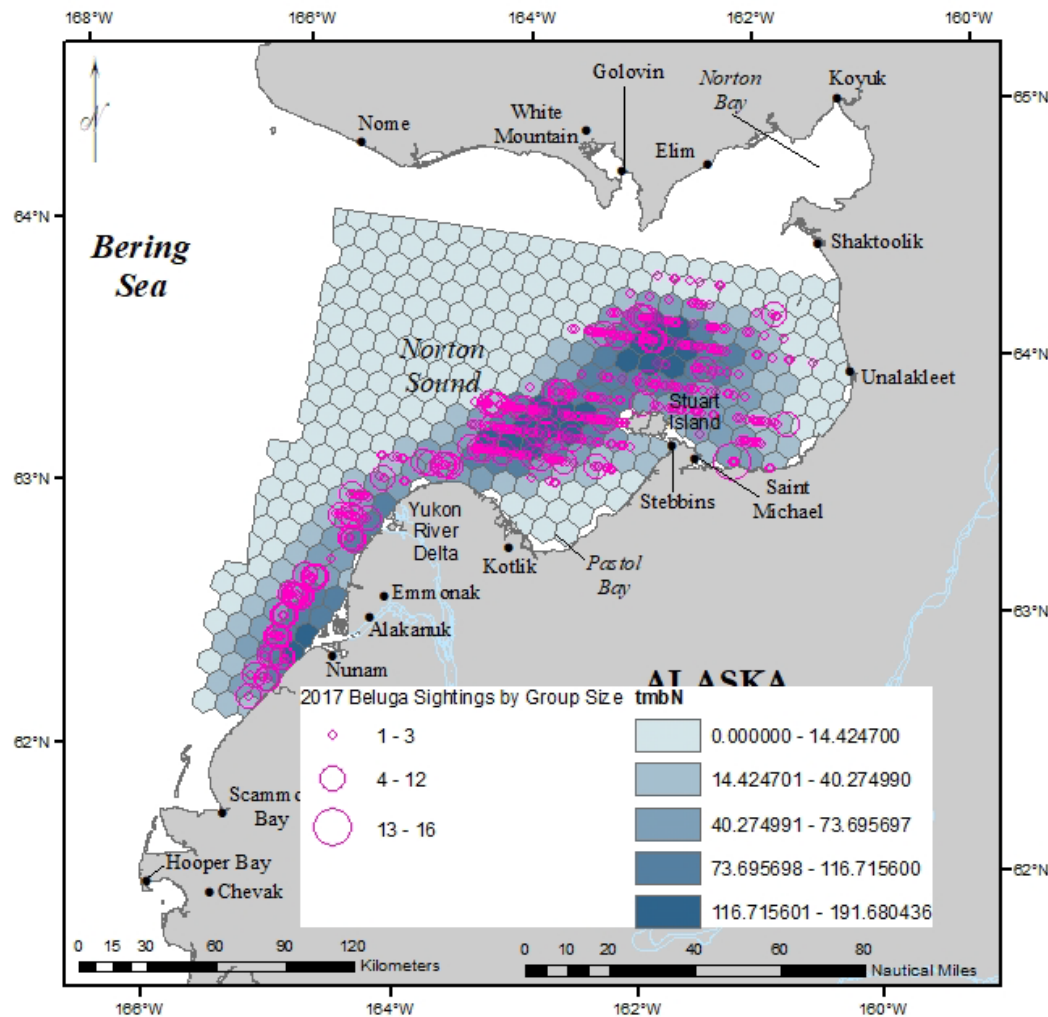 168°W 166°W 164°W 162°W 160°W
N
Golovin
Norton
Bay
Koyuk
65°N
Nome
White
Mountain
Elim
64°N
Shaktoolik
Bering
Sea
Norton
Sound
64°N
Unalakleet
Stuart
Island
63°N
Stebbins
Saint
Michael
Yukon
River
Delta
Kotlik
Pastol
Bay
Emmonak
63°N
Alakanuk
Nunam
ALASKA
2017 Beluga Sightings by Group Size tmbN
1 - 3 0.000000 - 14.424700
62°N
4 - 12 14.424701 - 40.274990
13 - 16 40.274991 - 73.695697
73.695698 - 116.715600
116.715601 - 191.680436
Scammo
Bay
Hooper Bay
62°N
Chevak
0 15 30 60 90 120
Kilometers
0 10 20 40 60 80
Nautical Miles
166°W 164°W 162°W 160°W